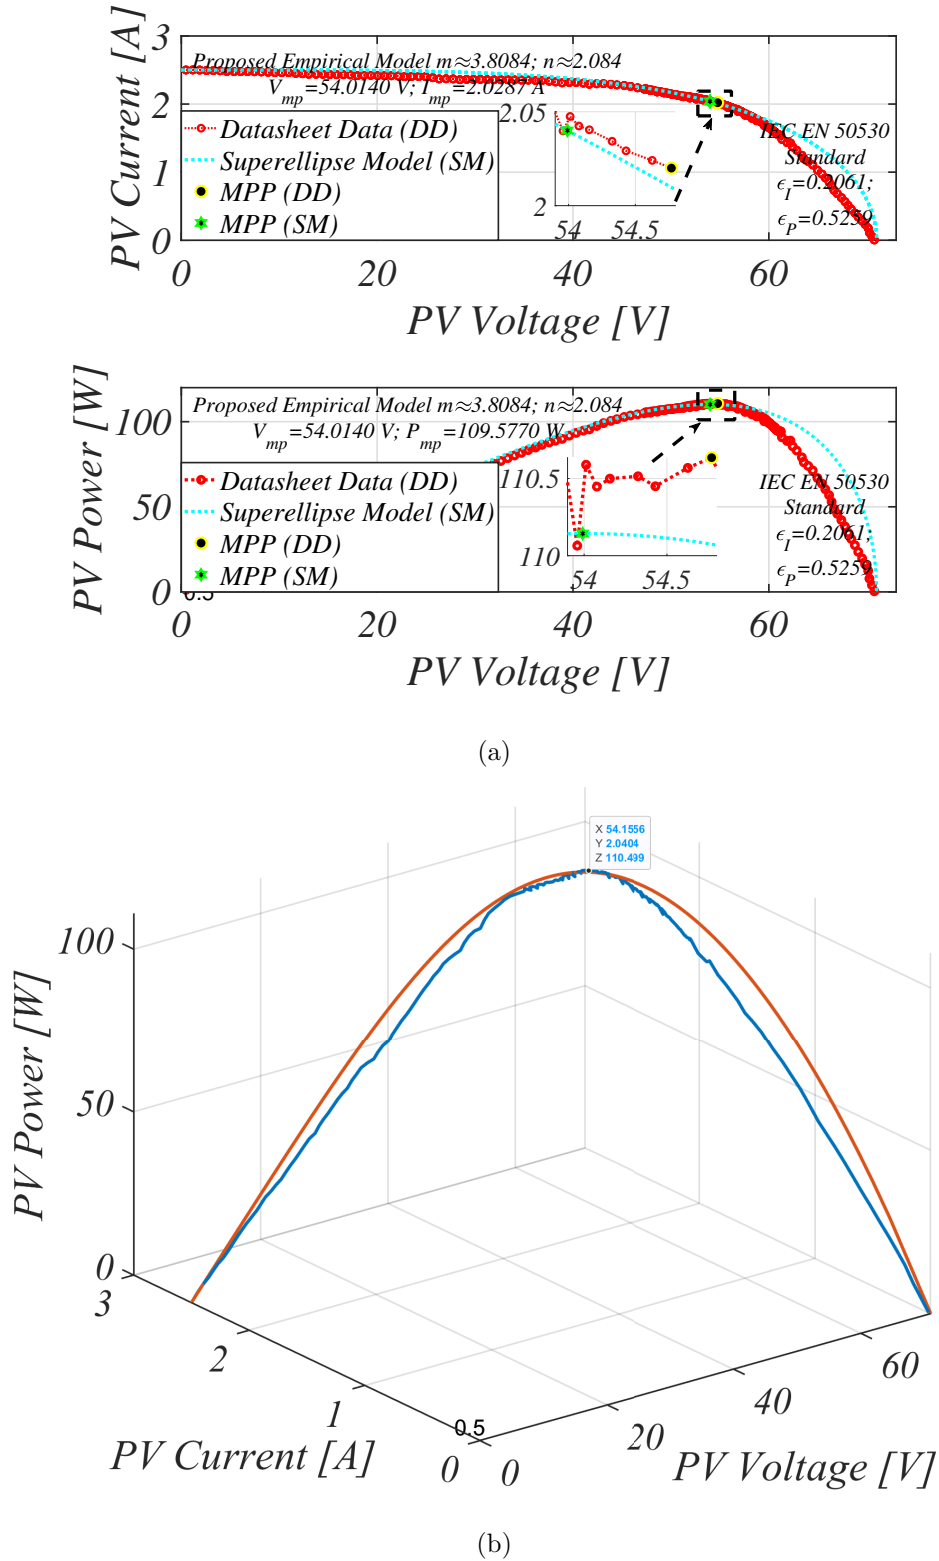 PV Current [A]
3
2
1
0
Proposed Empirical Model m≈3.8084; n≈2.084
V_mp=54.0140 V; I_mp=2.0287 A
Datasheet Data (DD)
Superellipse Model (SM)
MPP (DD)
MPP (SM)
2.05
2
54
54.5
IEC EN 50530
Standard
ϵ_I=0.2061;
ϵ_P=0.5259
0
20
40
60
PV Voltage [V]
PV Power [W]
100
50
0
Proposed Empirical Model m≈3.8084; n≈2.084
V_mp=54.0140 V; P_mp=109.5770 W
Datasheet Data (DD)
Superellipse Model (SM)
MPP (DD)
MPP (SM)
110.5
110
54
54.5
IEC EN 50530
Standard
ϵ_I=0.2061;
ϵ_P=0.5259
0.5
0
20
40
60
PV Voltage [V]
(a)
X 54.1556
Y 2.0404
Z 110.499
PV Power [W]
100
50
0
3
2
1
0
0.5
0
20
40
60
PV Current [A]
PV Voltage [V]
(b)